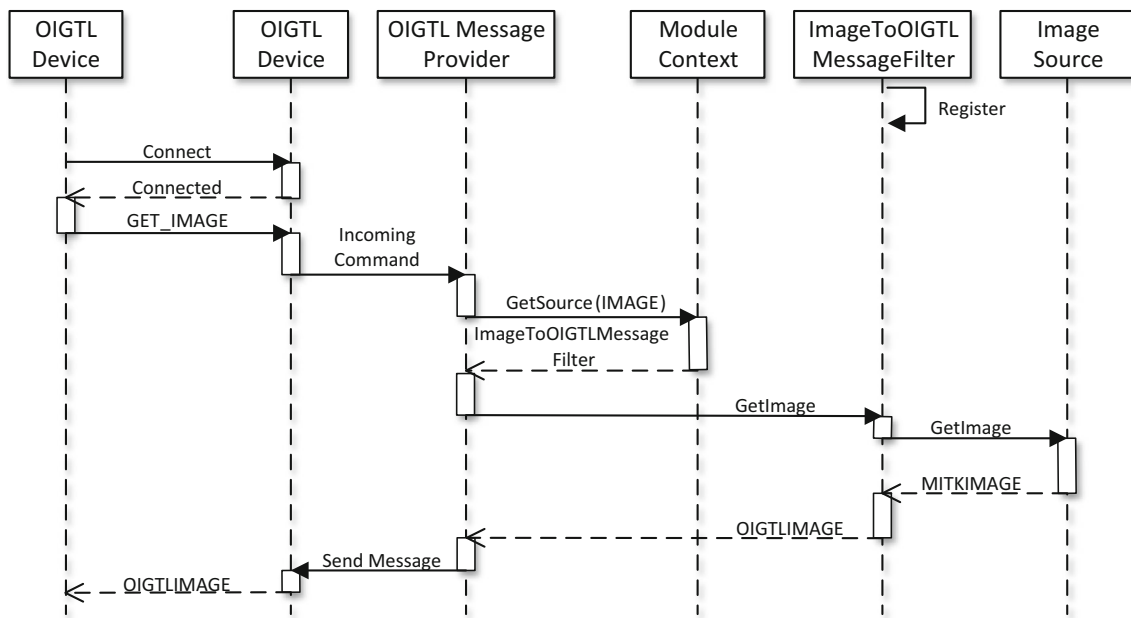 OIGTL
Device
OIGTL
Device
OIGTL Message
Provider
Module
Context
ImageToOIGTL
MessageFilter
Image
Source
Register
Connect
Connected
GET_IMAGE
Incoming
Command
GetSource(IMAGE)
ImageToOIGTLMessage
Filter
GetImage
GetImage
MITKIMAGE
OIGTLIMAGE
Send Message
OIGTLIMAGE